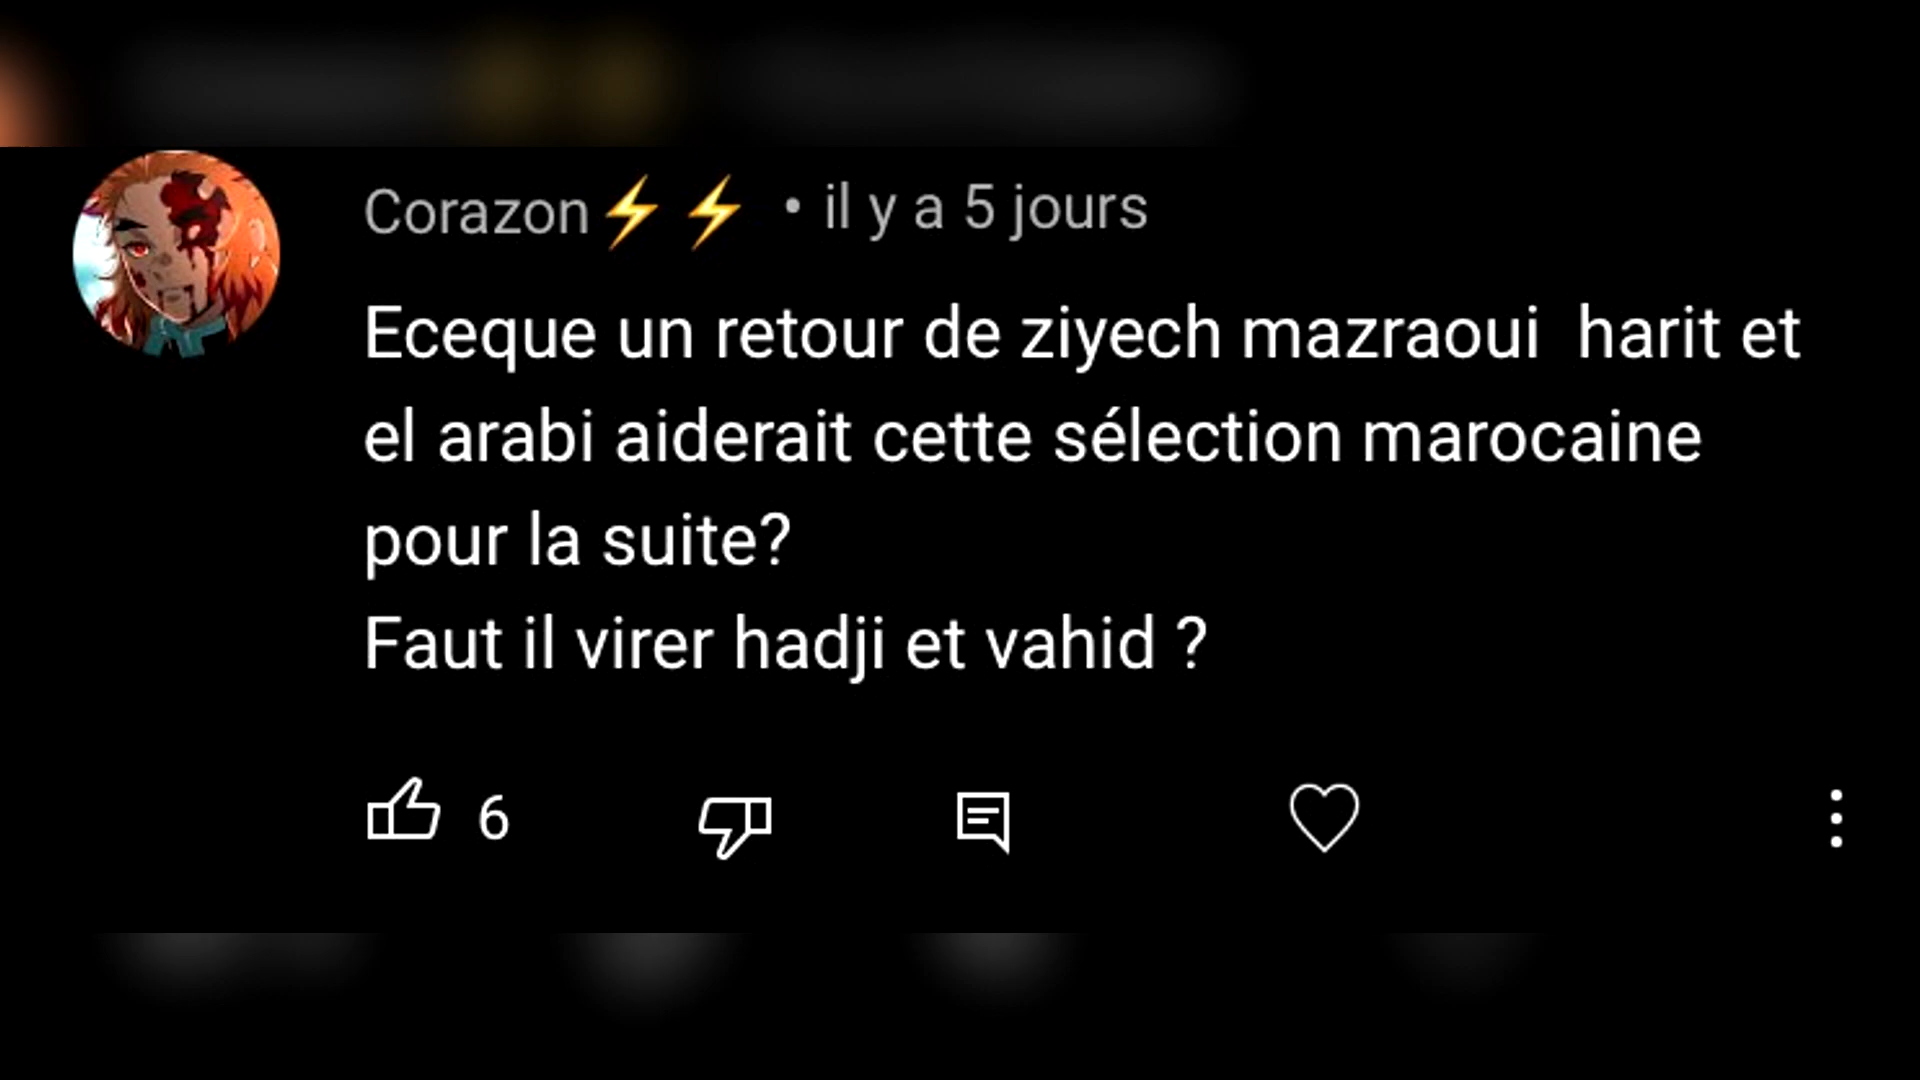 Corazon⚡⚡ • il y a 5 jours
Eceque un retour de ziyech mazraoui  harit et
el arabi aiderait cette sélection marocaine
pour la suite?
Faut il virer hadji et vahid ?
6